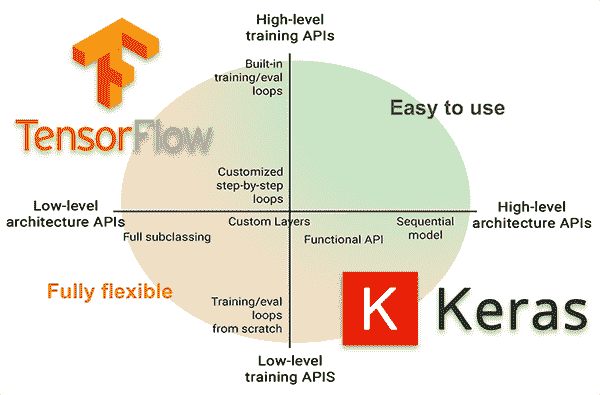 High-level
training APIs
Built-in
training/eval
loops
Easy to use
TensorFlow
Customized
step-by-step
loops
Low-level
architecture APIs
High-level
architecture APIs
Custom Layers
Sequential
model
Full subclassing
Functional API
Fully flexible
Training/eval
loops
from scratch
K Keras
Low-level
training APIS